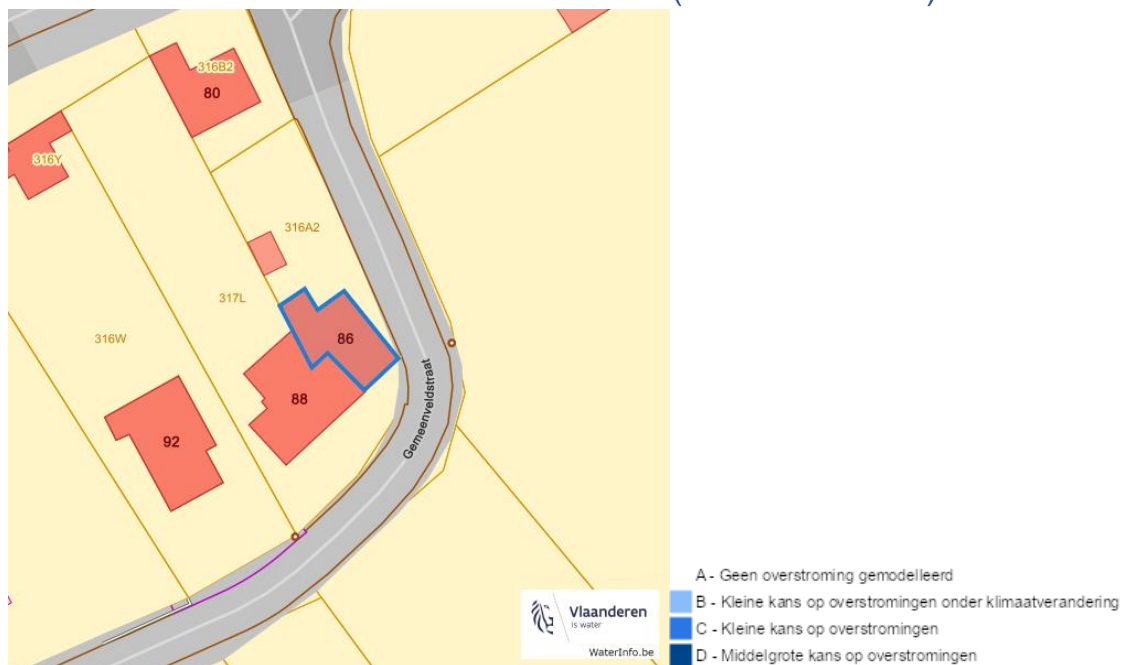 316B2
80
316Y
316A2
317L
86
316W
88
92
Gemeenveldstraat
Vlaanderen
is water
WaterInfo.be
A - Geen overstroming gemodelleerd
B - Kleine kans op overstromingen onder klimaatverandering
C - Kleine kans op overstromingen
D - Middelgrote kans op overstromingen